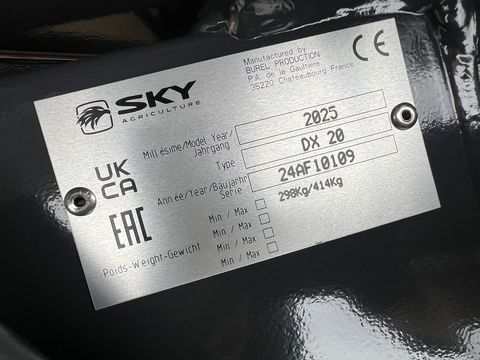 SKY
AGRICULTURE
Manufactured by
BUREL PRODUCTION
P.A. de la Gaultière
35220 Chateaubourg France
CE
UK
CA
EAC
Millésime/Model Year/
Jahrgang
2025
Type
DX 20
Année/Year/Baujahr
Serie
24AF10109
298Kg/414Kg
Poids-Weight-Gewicht
Min / Max
Min / Max
Min / Max
Min / Max